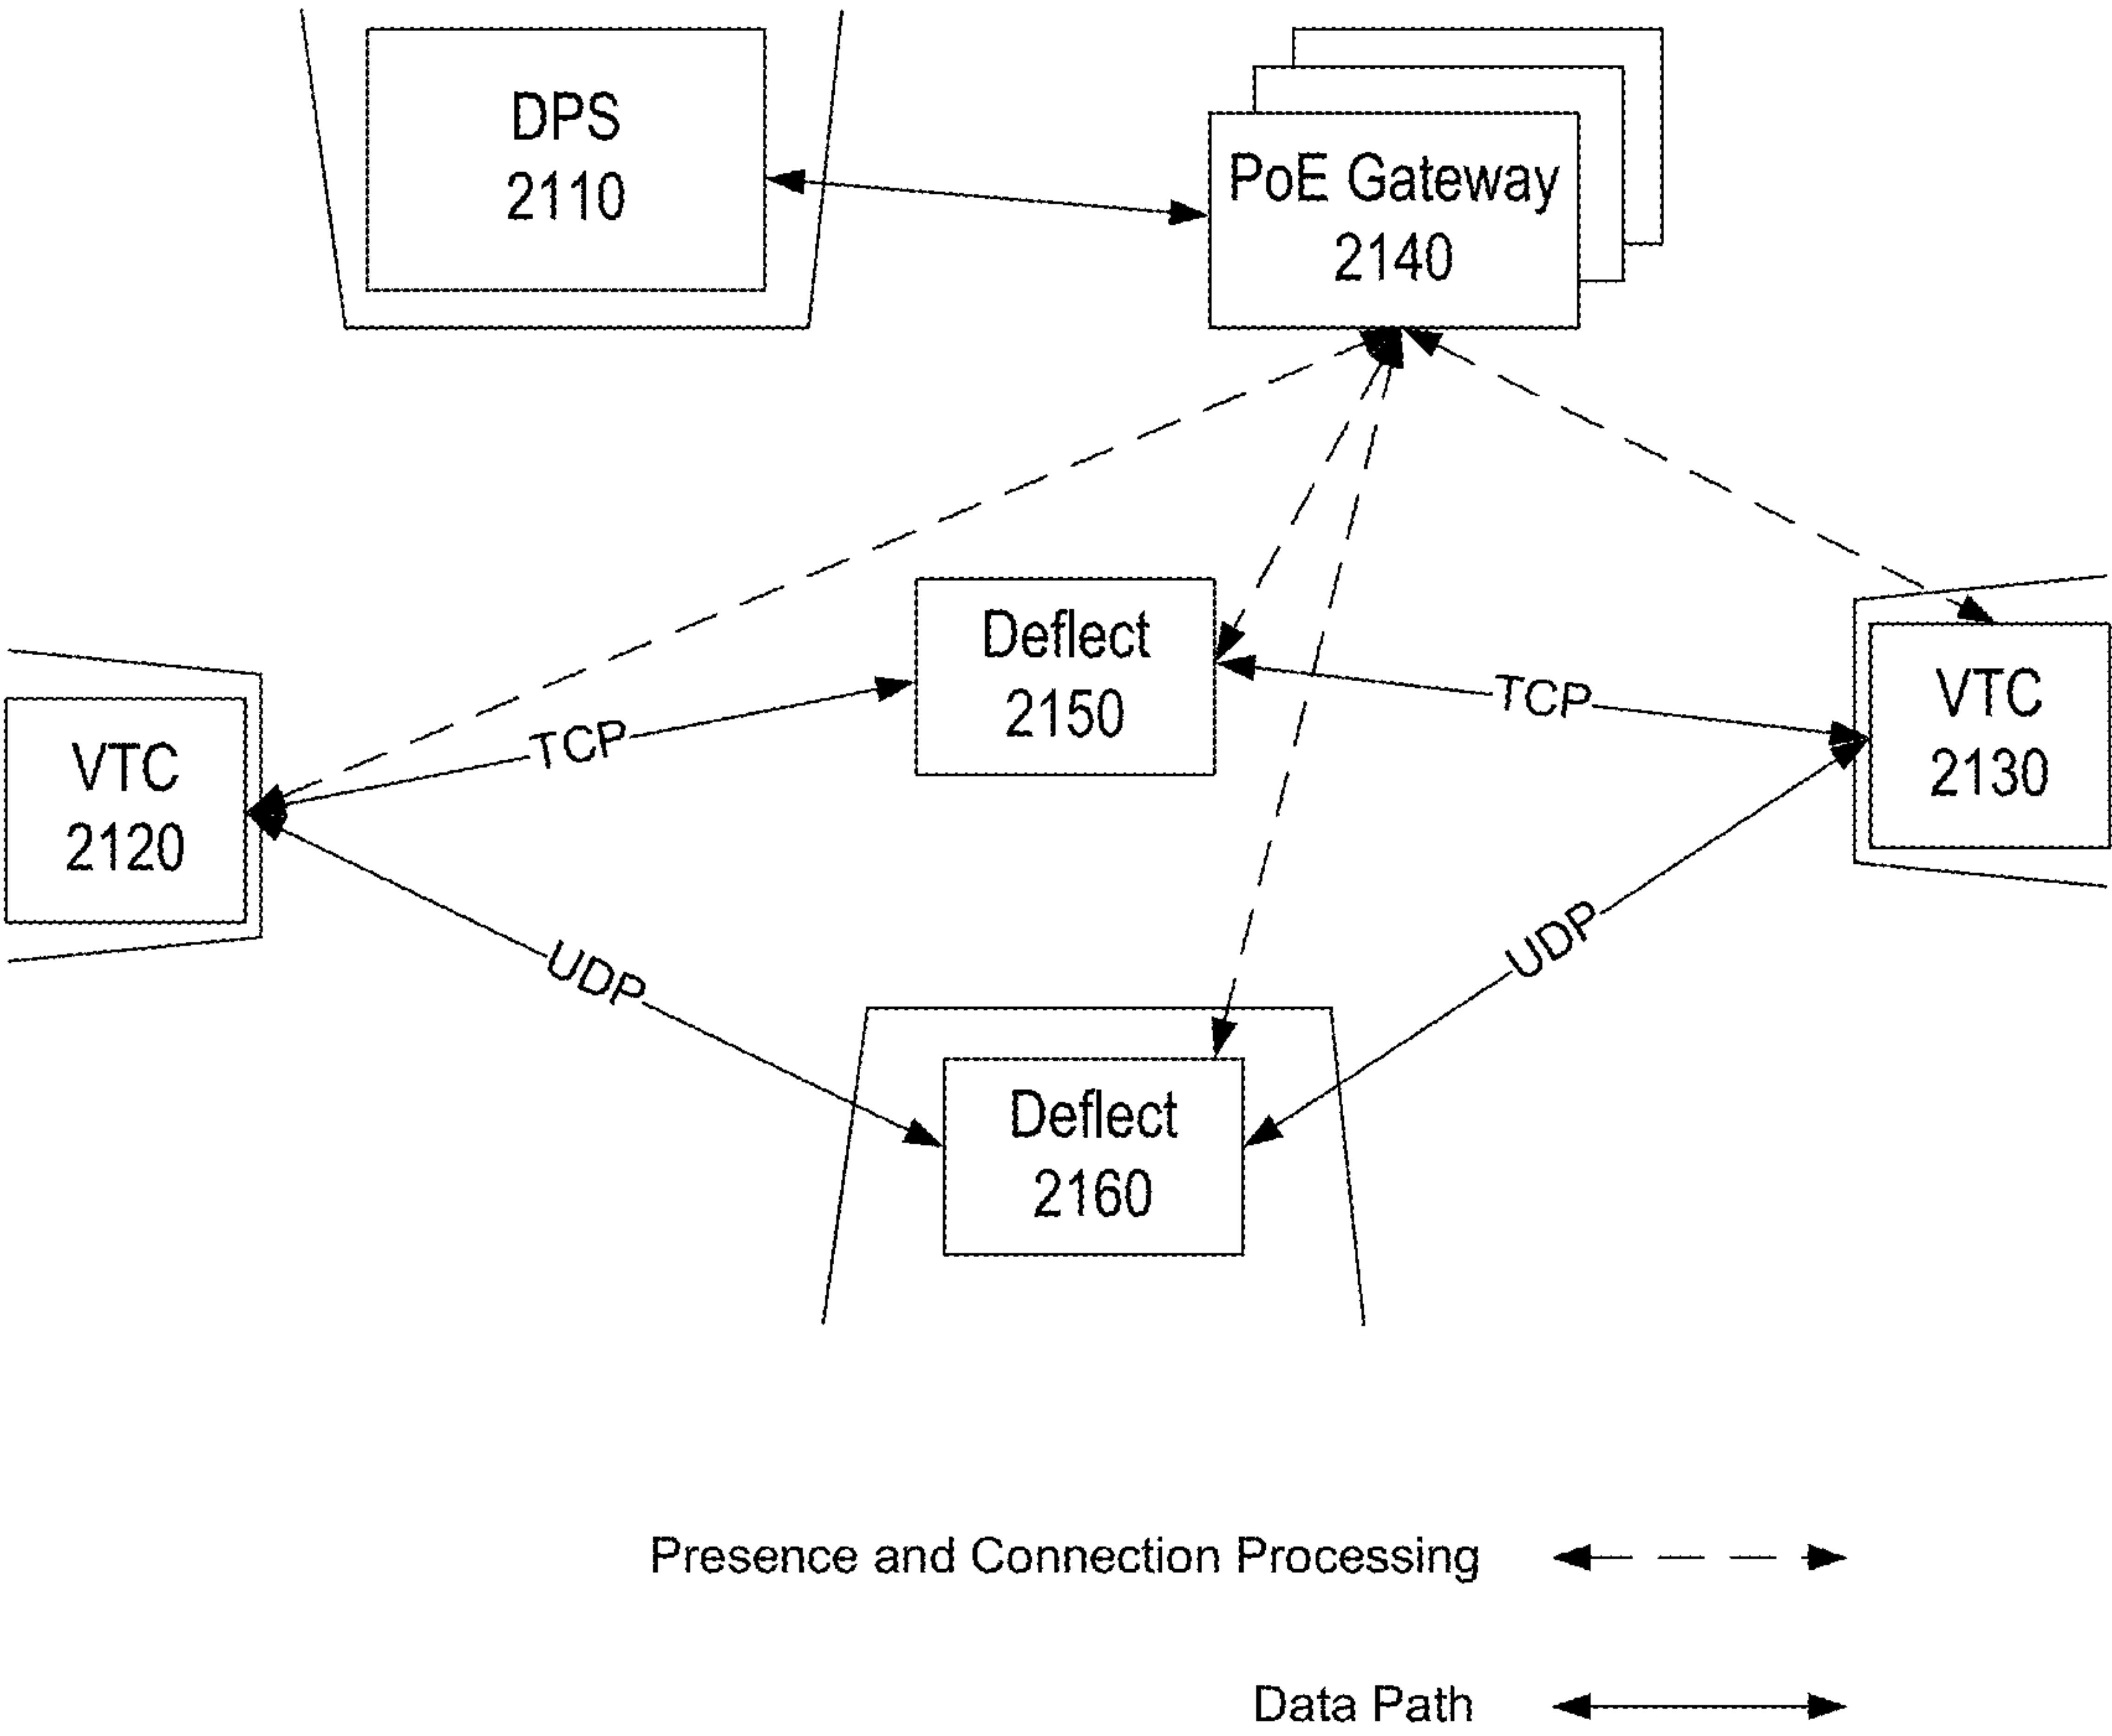 DPS
2110
PoE Gateway
2140
Deflect
2150
TCP
VTC
2130
TCP
VTC
2120
UDP
UDP
Deflect
2160
Presence and Connection Processing
Data Path